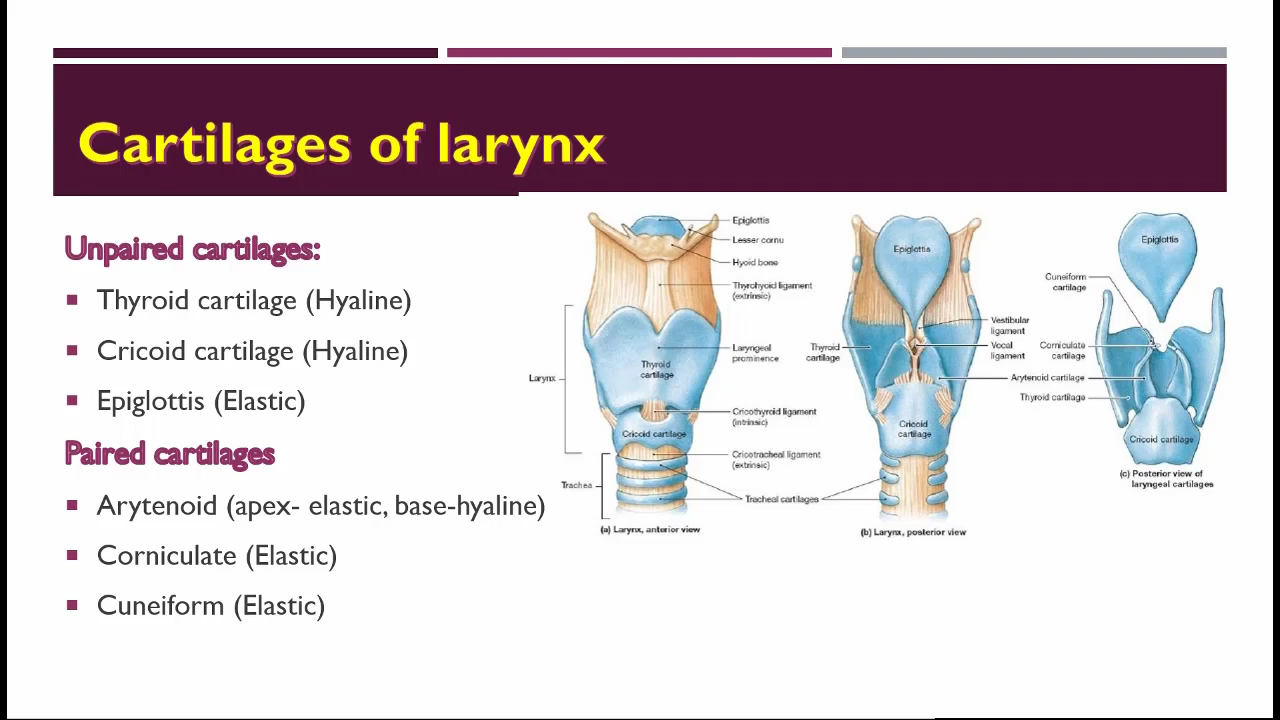 Cartilages of larynx
Unpaired cartilages:
Thyroid cartilage (Hyaline)
Cricoid cartilage (Hyaline)
Epiglottis (Elastic)
Paired cartilages
Arytenoid (apex- elastic, base-hyaline)
Corniculate (Elastic)
Cuneiform (Elastic)
Epiglottis
Lesser cornu
Hyoid bone
Thyrohyoid ligament
(extrinsic)
Laryngeal
prominence
Thyroid
cartilage
Larynx
Cricothyroid ligament
(intrinsic)
Cricoid cartilage
Cricotracheal ligament
(extrinsic)
Trachea
Tracheal cartilages
(a) Larynx, anterior view
Epiglottis
Vestibular
ligament
Vocal
ligament
Thyroid
cartilage
Cricoid
cartilage
(b) Larynx, posterior view
Epiglottis
Cuneiform
cartilage
Corniculate
cartilage
Arytenoid cartilage
Thyroid cartilage
Cricoid cartilage
(c) Posterior view of
laryngeal cartilages